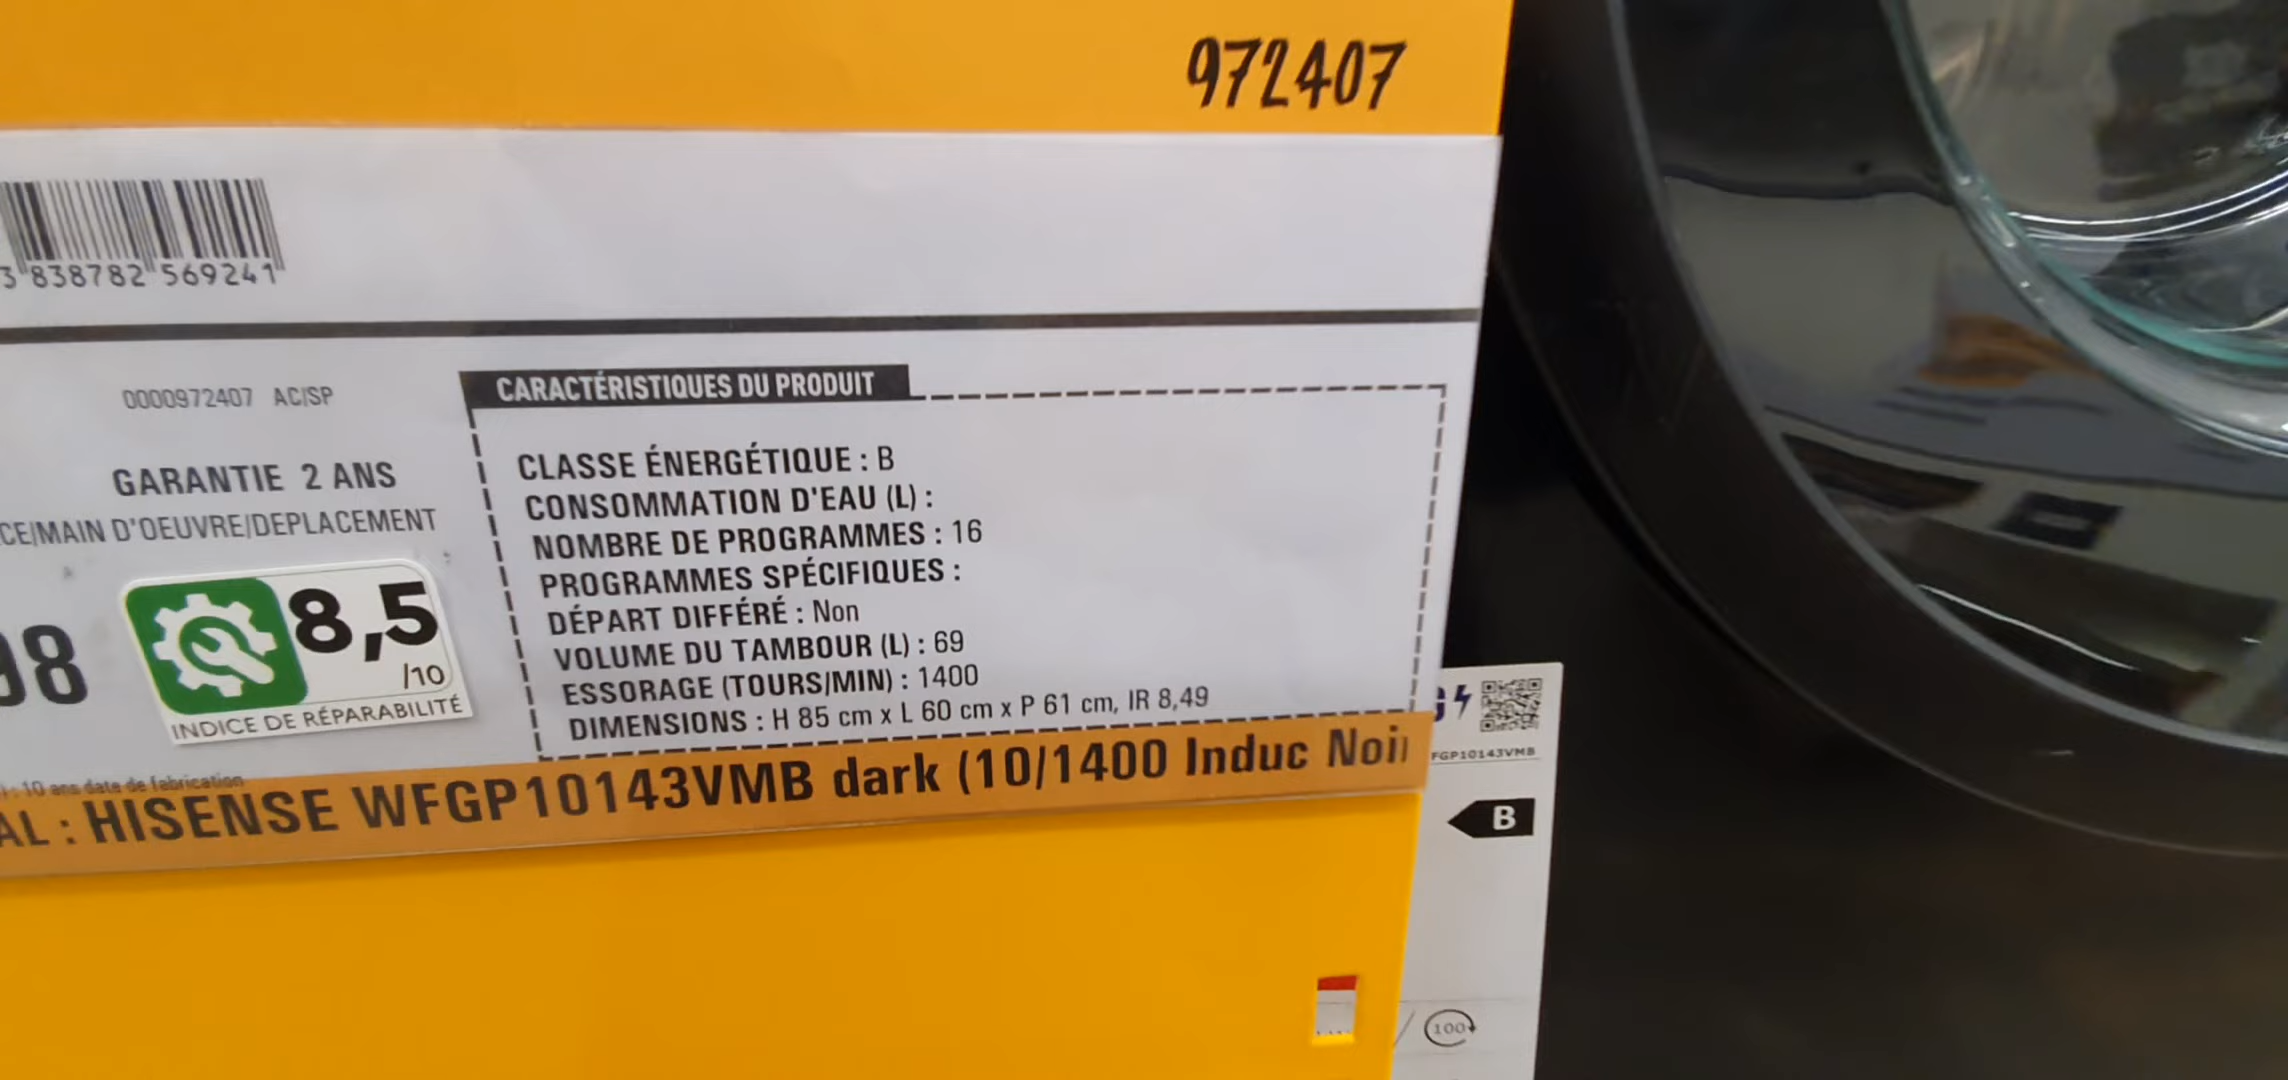 972407
3 838782 569241
0000972407 AC/SP
GARANTIE 2 ANS
CE/MAIN D'OEUVRE/DEPLACEMENT
98
8,5
/10
INDICE DE RÉPARABILITÉ
10 ans date de fabrication
CARACTÉRISTIQUES DU PRODUIT
CLASSE ÉNERGÉTIQUE : B
CONSOMMATION D'EAU (L) :
NOMBRE DE PROGRAMMES : 16
PROGRAMMES SPÉCIFIQUES :
DÉPART DIFFÉRÉ : Non
VOLUME DU TAMBOUR (L) : 69
ESSORAGE (TOURS/MIN) : 1400
DIMENSIONS : H 85 cm x L 60 cm x P 61 cm, IR 8,49
AL : HISENSE WFGP10143VMB dark (10/1400 Induc Noi
G
FGP10143VMB
B
/ 100